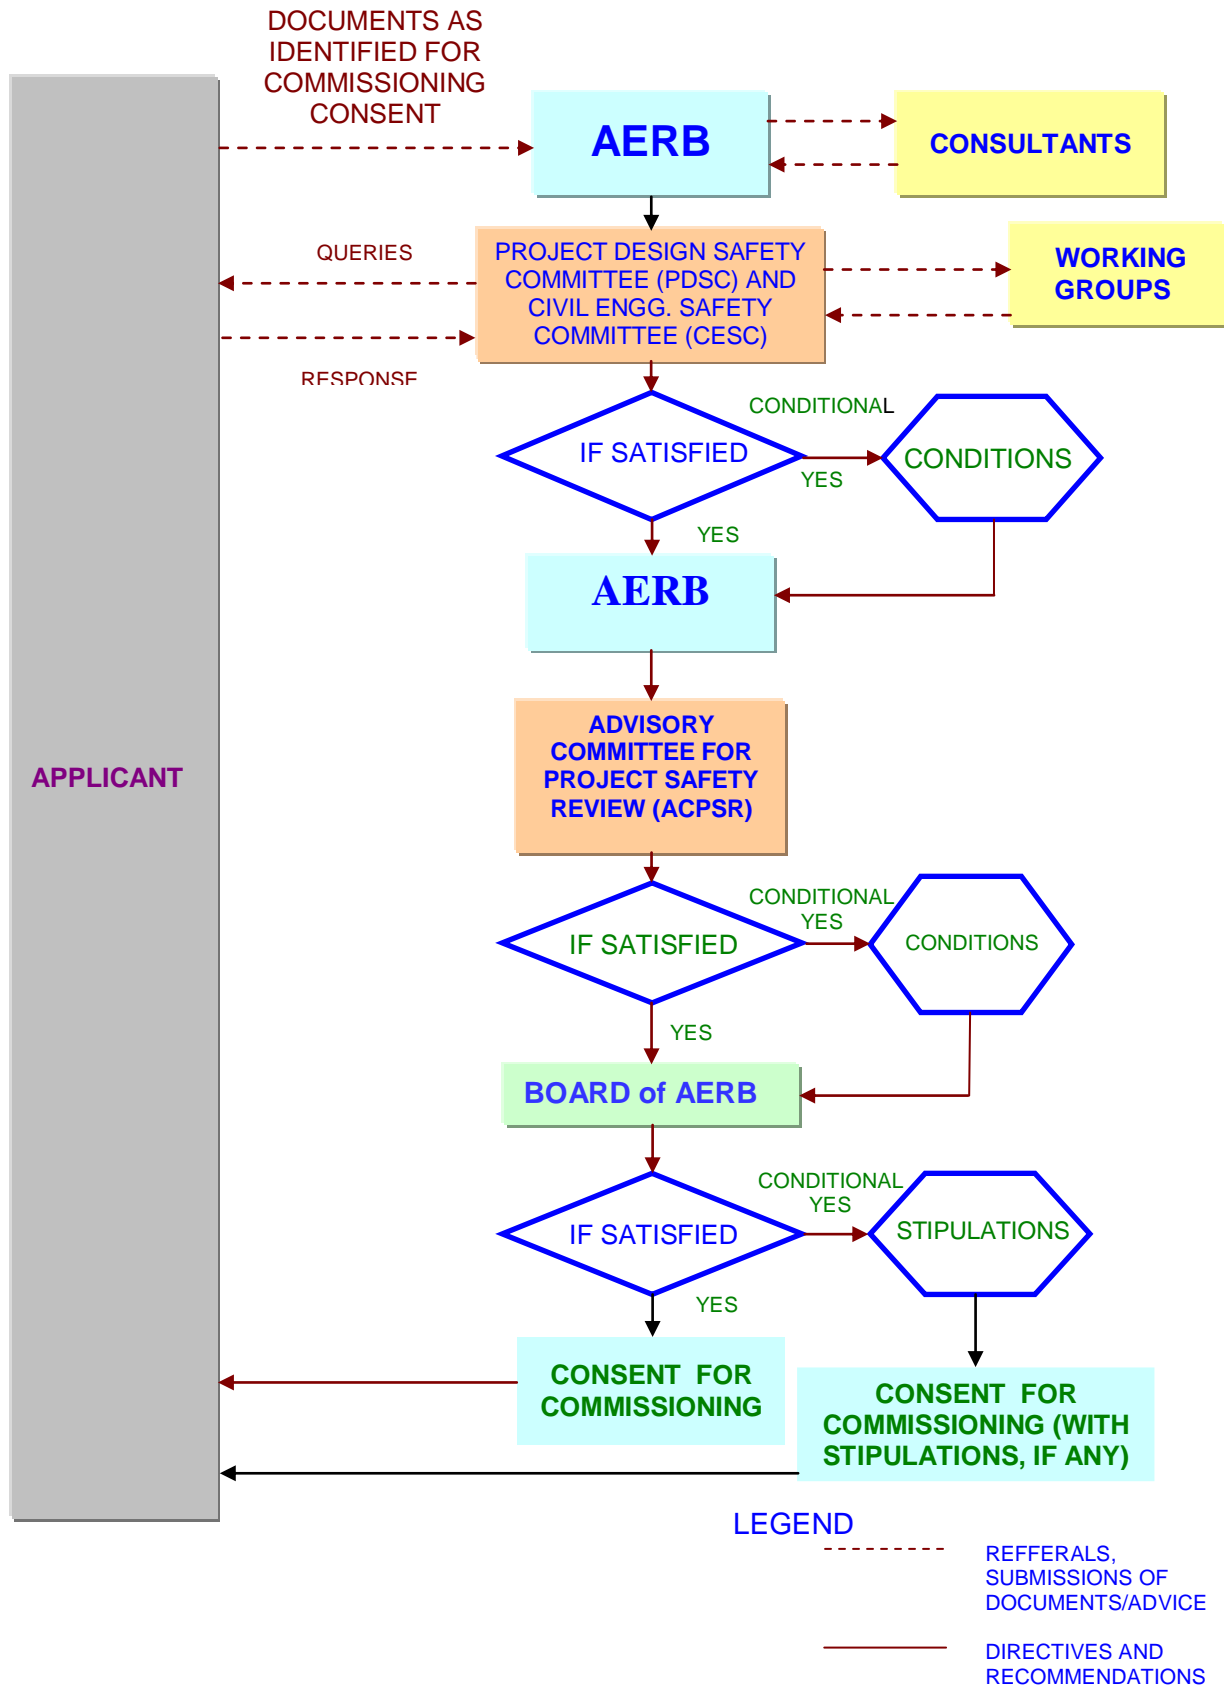 DOCUMENTS AS
IDENTIFIED FOR
COMMISSIONING
CONSENT
AERB
CONSULTANTS
QUERIES
PROJECT DESIGN SAFETY
COMMITTEE (PDSC) AND
CIVIL ENGG. SAFETY
COMMITTEE (CESC)
WORKING
GROUPS
RESPONSE
CONDITIONAL
YES
IF SATISFIED
CONDITIONS
YES
AERB
APPLICANT
ADVISORY
COMMITTEE FOR
PROJECT SAFETY
REVIEW (ACPSR)
CONDITIONAL
YES
IF SATISFIED
CONDITIONS
YES
BOARD of AERB
CONDITIONAL
YES
IF SATISFIED
STIPULATIONS
YES
CONSENT FOR
COMMISSIONING
CONSENT FOR
COMMISSIONING (WITH
STIPULATIONS, IF ANY)
LEGEND
REFFERALS,
SUBMISSIONS OF
DOCUMENTS/ADVICE
DIRECTIVES AND
RECOMMENDATIONS